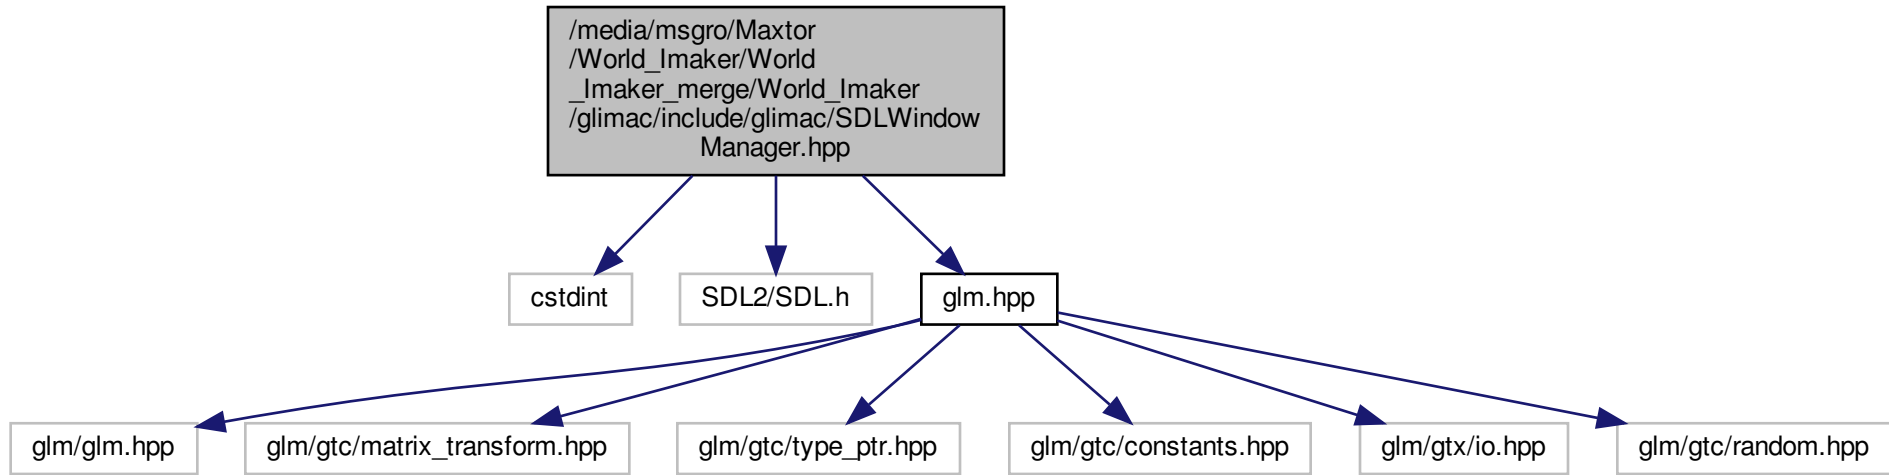 /media/msgro/Maxtor
/World_Imaker/World
_Imaker_merge/World_Imaker
/glimac/include/glimac/SDLWindow
Manager.hpp
cstdint
SDL2/SDL.h
glm.hpp
glm/glm.hpp
glm/gtc/matrix_transform.hpp
glm/gtc/type_ptr.hpp
glm/gtc/constants.hpp
glm/gtx/io.hpp
glm/gtc/random.hpp